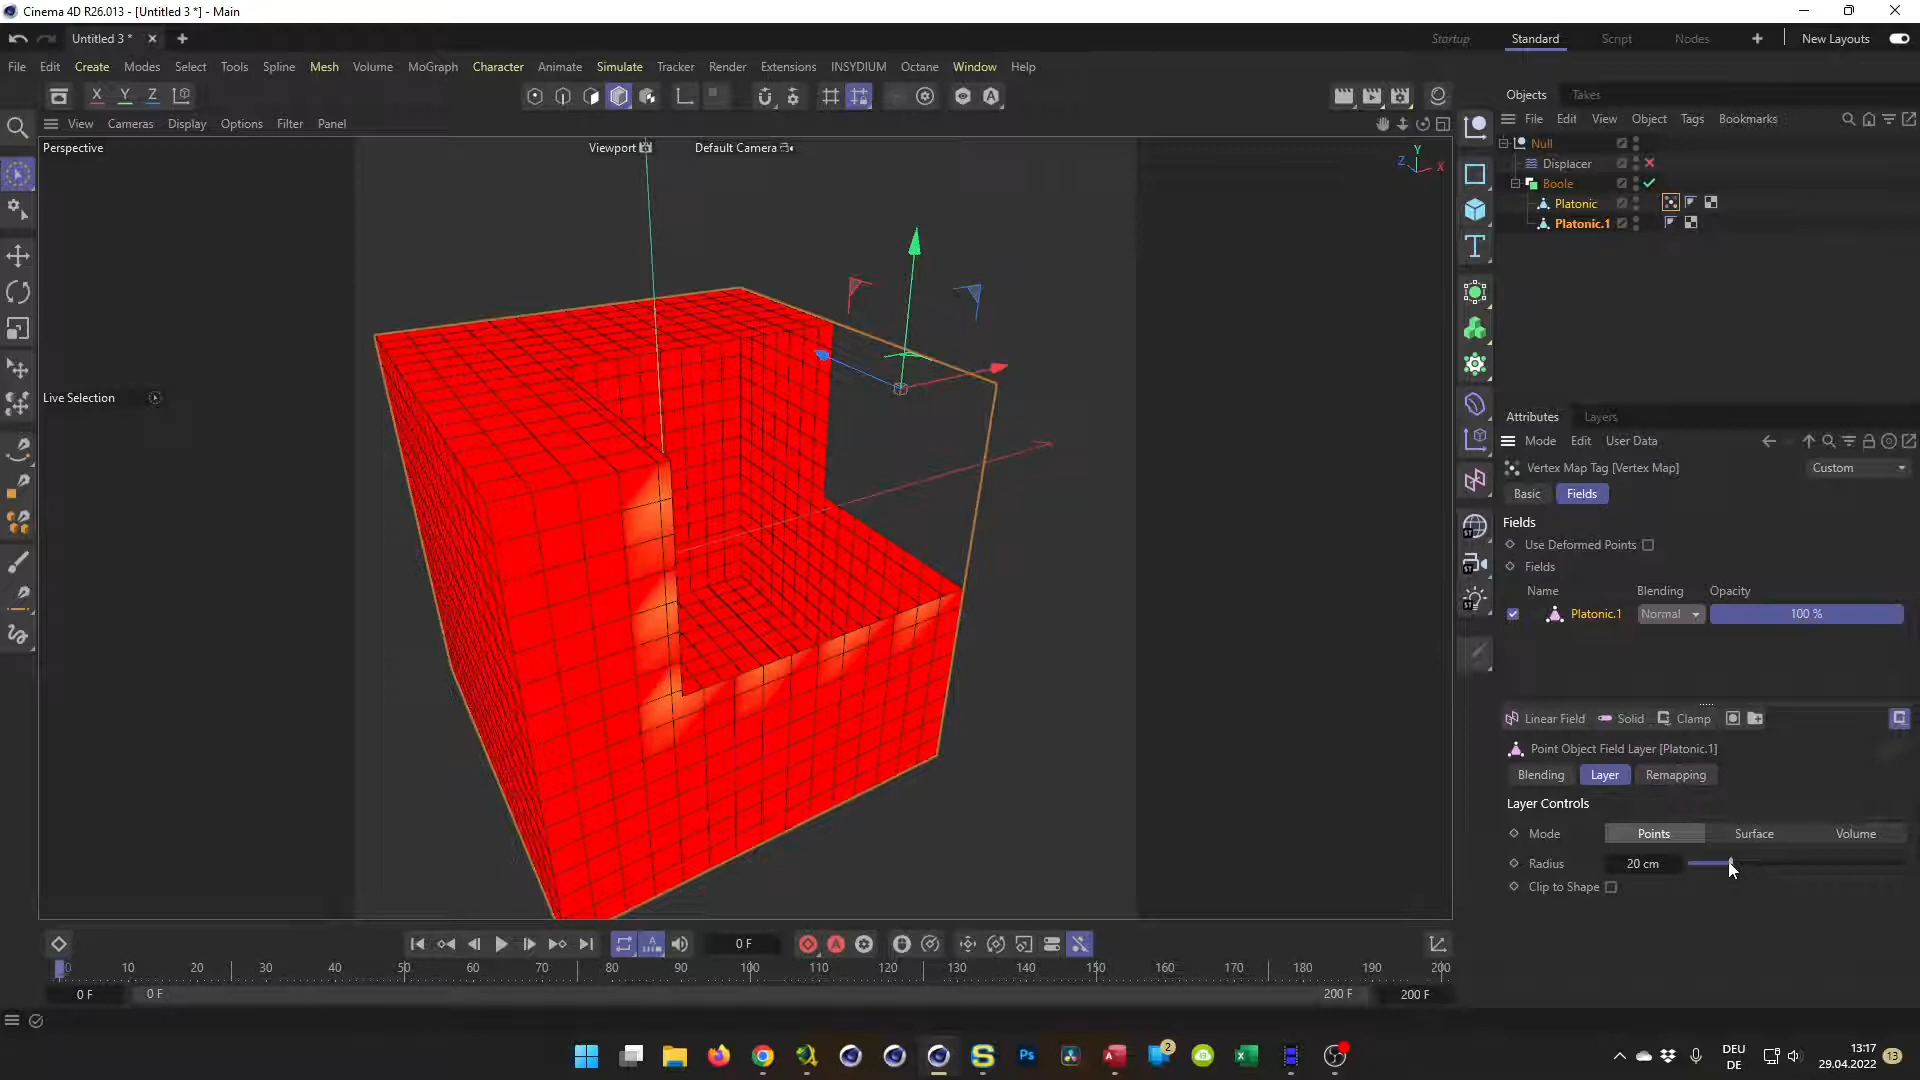 Cinema 4D R26.013 - [Untitled 3 *] - Main
Untitled 3 *
Startup Standard Script Nodes New Layouts
File Edit Create Modes Select Tools Spline Mesh Volume MoGraph Character Animate Simulate Tracker Render Extensions INSYDIUM Octane Window Help
X Y Z
Objects Takes
View Cameras Display Options Filter Panel
File Edit View Object Tags Bookmarks
Perspective
Viewport
Default Camera
Y
Z
X
Null
Displacer
Boole
Platonic
Platonic.1
Live Selection
Attributes Layers
Mode Edit User Data
Vertex Map Tag [Vertex Map]
Custom
Basic Fields
Fields
Use Deformed Points
Fields
Name Blending Opacity
Platonic.1 Normal 100 %
Linear Field Solid Clamp
Point Object Field Layer [Platonic.1]
Blending Layer Remapping
Layer Controls
Mode Points Surface Volume
Radius 20 cm
Clip to Shape
0 F
0 10 20 30 40 50 60 70 80 90 100 110 120 130 140 150 160 170 180 190 200
0 F 0 F 200 F 200 F
Ps
2
DEU
DE
13:17
29.04.2022
13